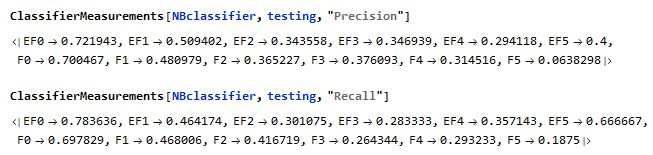 ClassifierMeasurements[NBclassifier, testing, "Precision"]
<|EF0 → 0.721943, EF1 → 0.509402, EF2 → 0.343558, EF3 → 0.346939, EF4 → 0.294118, EF5 → 0.4,
F0 → 0.700467, F1 → 0.480979, F2 → 0.365227, F3 → 0.376093, F4 → 0.314516, F5 → 0.0638298|>
ClassifierMeasurements[NBclassifier, testing, "Recall"]
<|EF0 → 0.783636, EF1 → 0.464174, EF2 → 0.301075, EF3 → 0.283333, EF4 → 0.357143, EF5 → 0.666667,
F0 → 0.697829, F1 → 0.468006, F2 → 0.416719, F3 → 0.264344, F4 → 0.293233, F5 → 0.1875|>